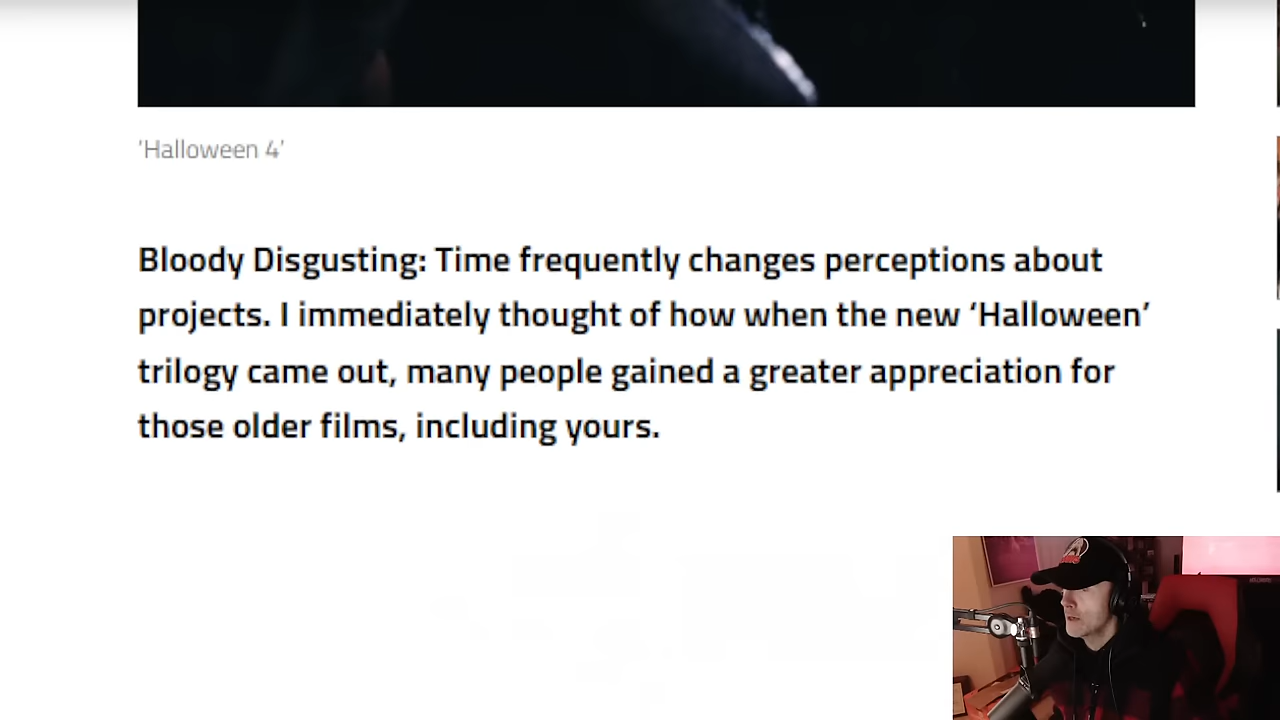 'Halloween 4'
Bloody Disgusting: Time frequently changes perceptions about
projects. I immediately thought of how when the new ‘Halloween’
trilogy came out, many people gained a greater appreciation for
those older films, including yours.